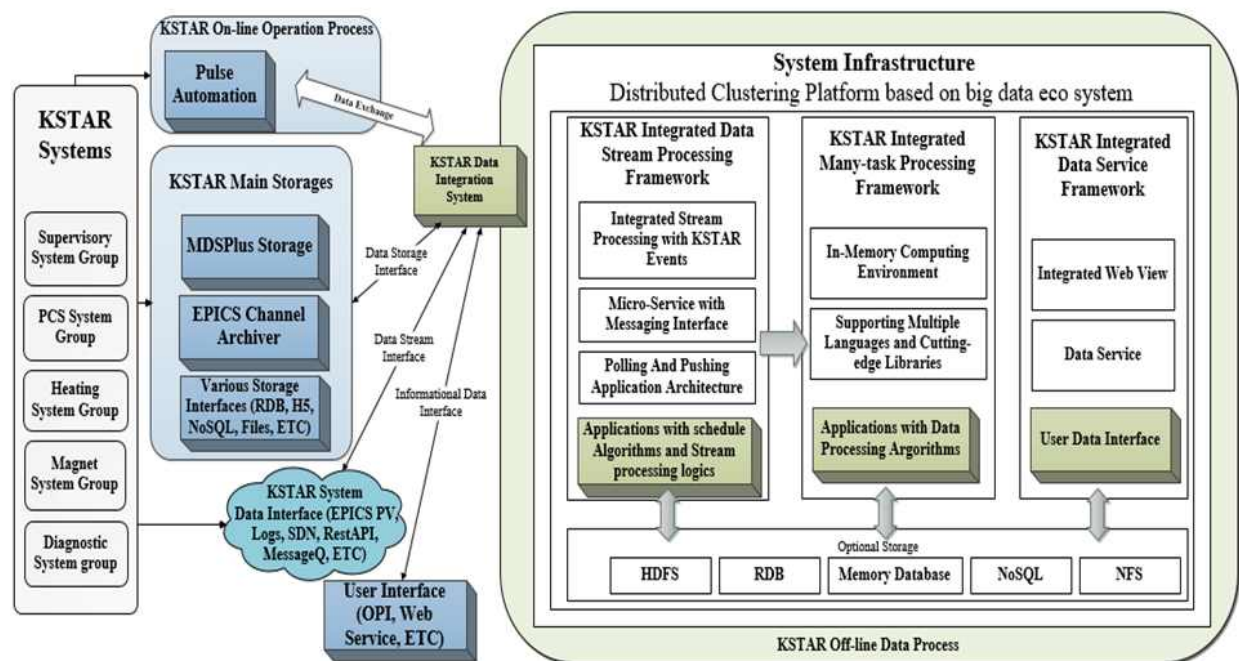 KSTAR On-line Operation Process
Pulse
Automation
Data Exchange
KSTAR
Systems
Supervisory
System Group
PCS System
Group
Heating
System Group
Magnet
System Group
Diagnostic
System group
KSTAR Main Storages
MDSPlus Storage
EPICS Channel
Archiver
Various Storage
Interfaces (RDB, H5,
NoSQL, Files, ETC)
KSTAR Data
Integration
System
Data Storage
Interface
Data Stream
Interface
Informational Data
Interface
KSTAR System
Data Interface (EPICS PV,
Logs, SDN, RestAPI,
MessageQ, ETC)
User Interface
(OPI, Web
Service, ETC)
System Infrastructure
Distributed Clustering Platform based on big data eco system
KSTAR Integrated Data
Stream Processing
Framework
Integrated Stream
Processing with KSTAR
Events
Micro-Service with
Messaging Interface
Polling And Pushing
Application Architecture
Applications with schedule
Algorithms and Stream
processing logics
KSTAR Integrated
Many-task Processing
Framework
In-Memory Computing
Environment
Supporting Multiple
Languages and Cutting-
edge Libraries
Applications with Data
Processing Algorithms
KSTAR Integrated
Data Service
Framework
Integrated Web View
Data Service
User Data Interface
Optional Storage
HDFS
RDB
Memory Database
NoSQL
NFS
KSTAR Off-line Data Process